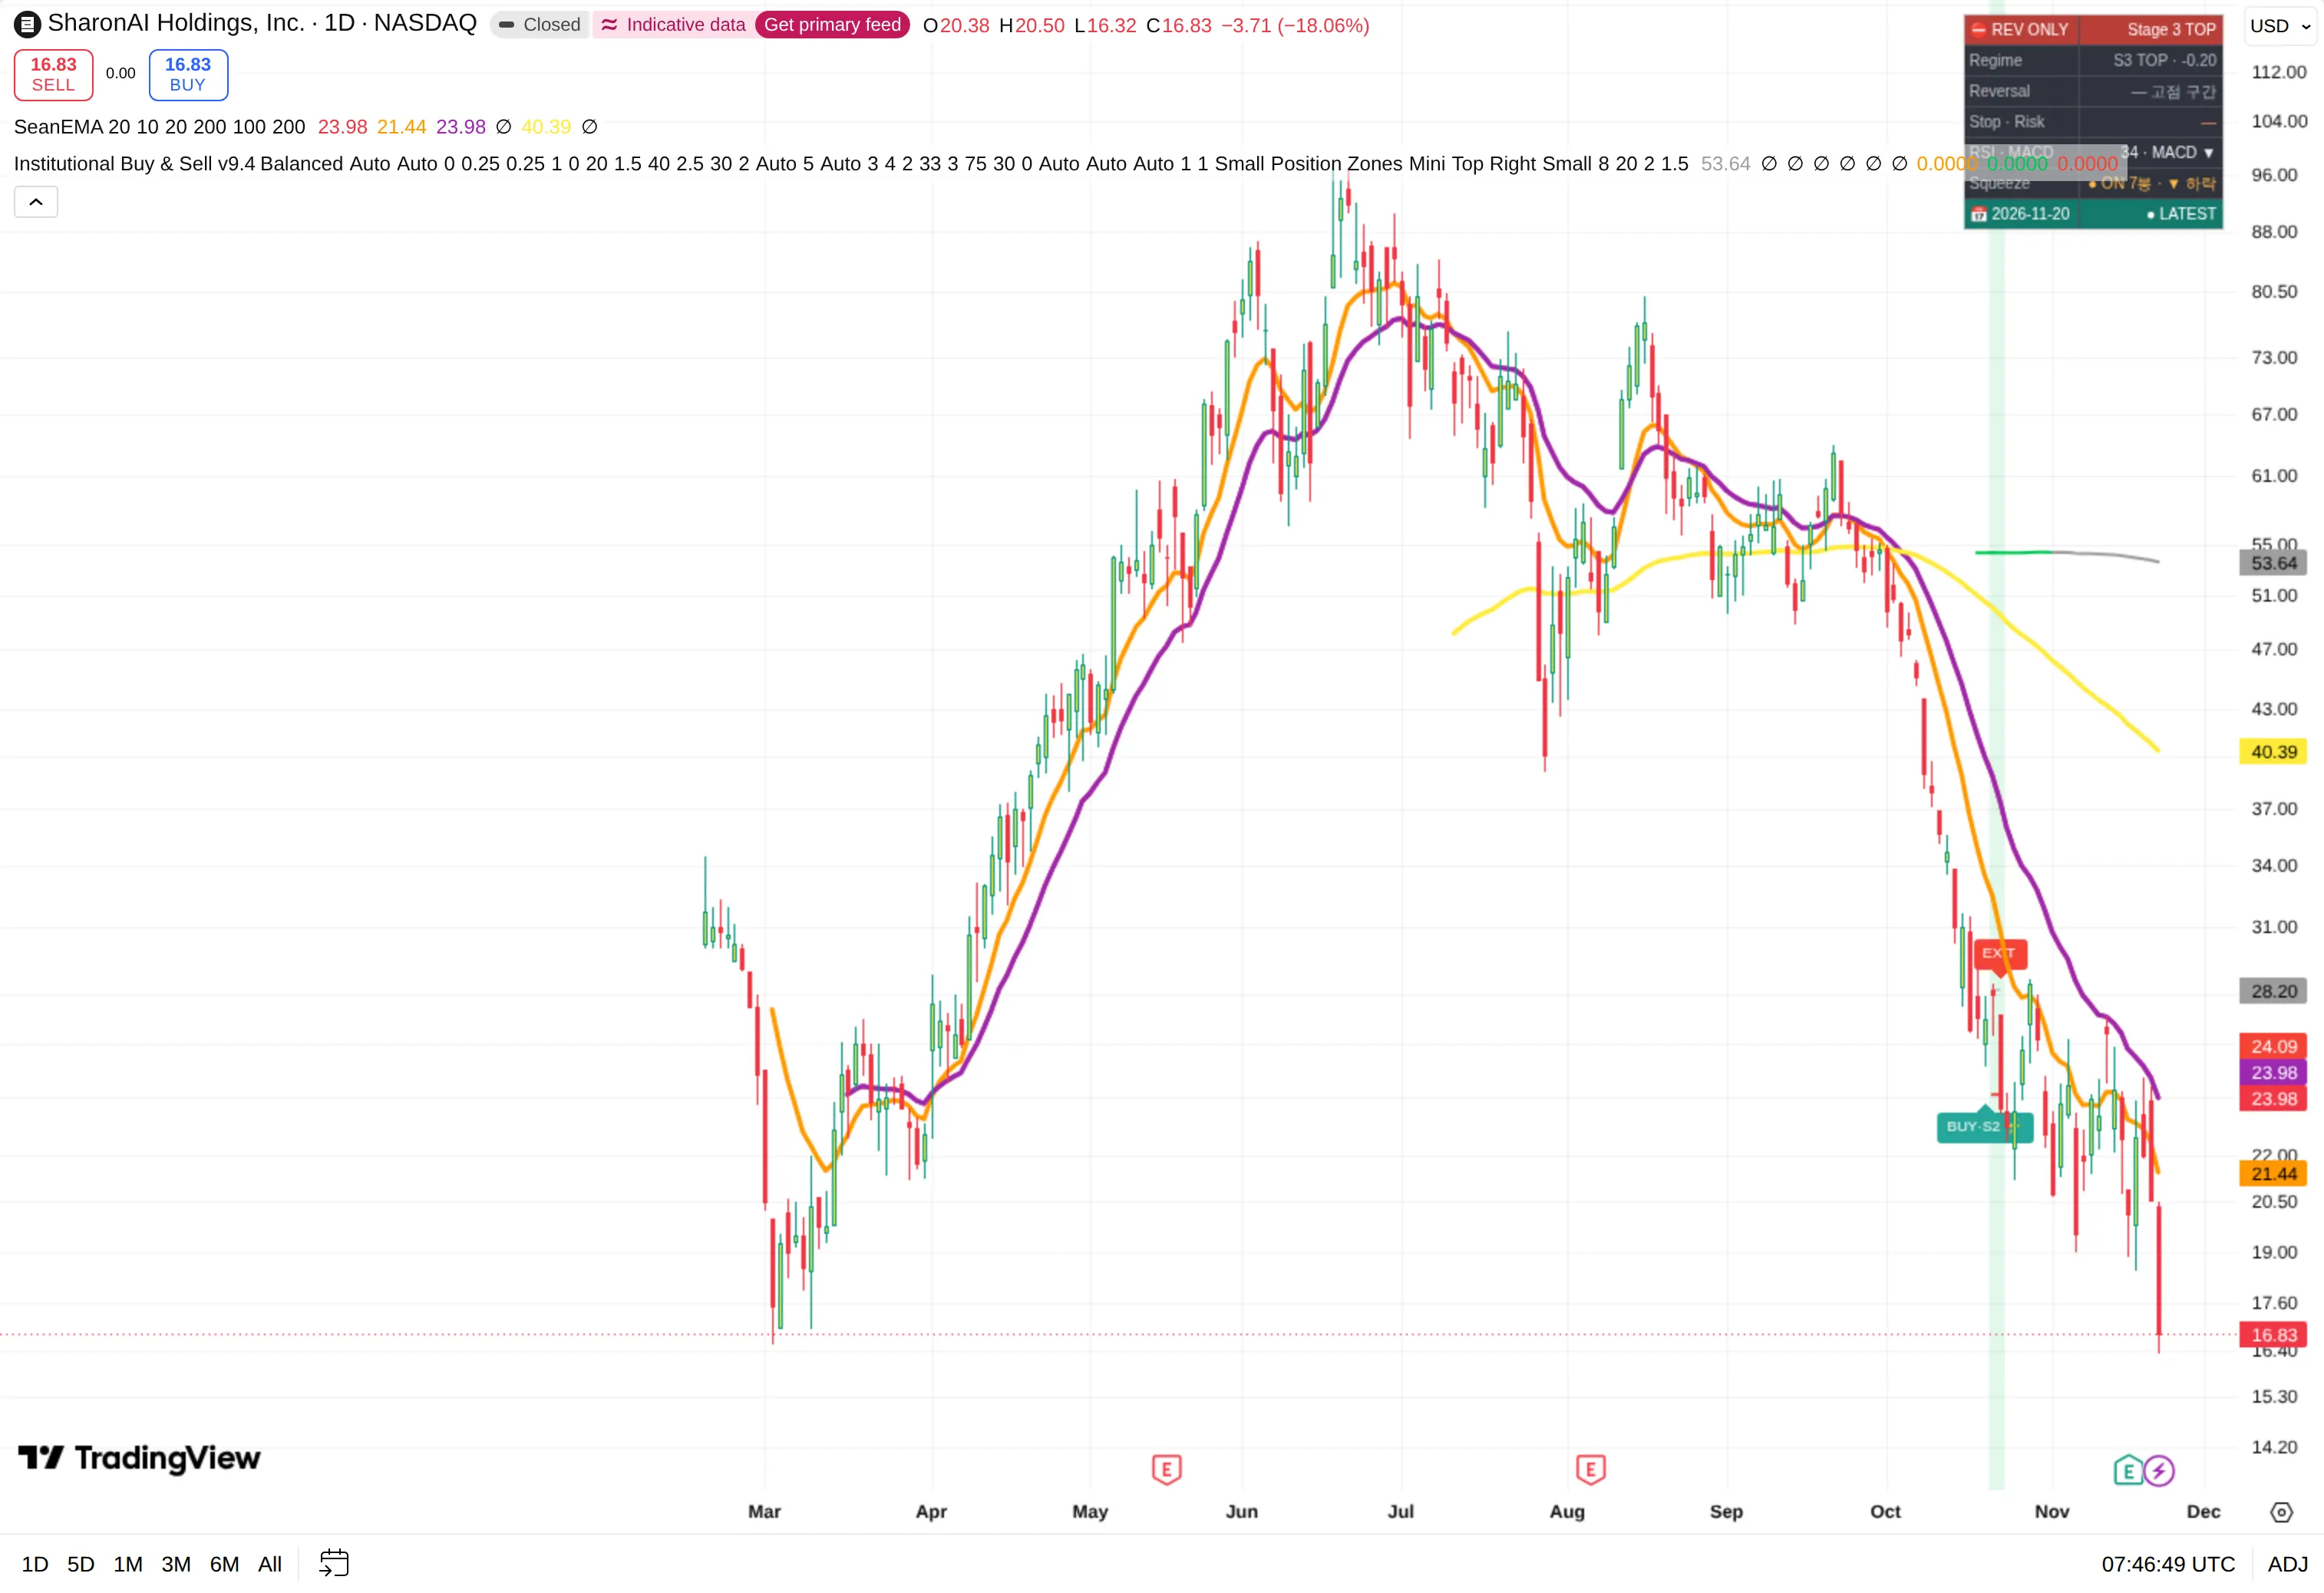 SharonAI Holdings, Inc. · 1D · NASDAQ Closed ≈ Indicative data Get primary feed O20.38 H20.50 L16.32 C16.83 −3.71 (−18.06%)
16.83 SELL 0.00 16.83 BUY
SeanEMA 20 10 20 200 100 200 23.98 21.44 23.98 ∅ 40.39 ∅
Institutional Buy & Sell v9.4 Balanced Auto Auto 0 0.25 0.25 1 0 20 1.5 40 2.5 30 2 Auto 5 Auto 3 4 2 33 3 75 30 0 Auto Auto Auto 1 1 Small Position Zones Mini Top Right Small 8 20 2 1.5 53.64 ∅ ∅ ∅ ∅ ∅ ∅ 0.0000 0.0000 0.0000
REV ONLY Stage 3 TOP
Regime S3 TOP · -0.20
Reversal — 고점 구간
Stop · Risk —
RSI · MACD 34 · MACD ▼
Squeeze ● ON 7봉 · ▼ 하락
2026-11-20 ● LATEST
USD
112.00
104.00
96.00
88.00
80.50
73.00
67.00
61.00
55.00
53.64
51.00
47.00
43.00
40.39
37.00
34.00
31.00
28.20
24.09
23.98
23.98
22.00
21.44
20.50
19.00
17.60
16.83
16.40
15.30
14.20
EXIT
BUY·S2
TradingView
E E E
Mar Apr May Jun Jul Aug Sep Oct Nov Dec
1D 5D 1M 3M 6M All 07:46:49 UTC ADJ